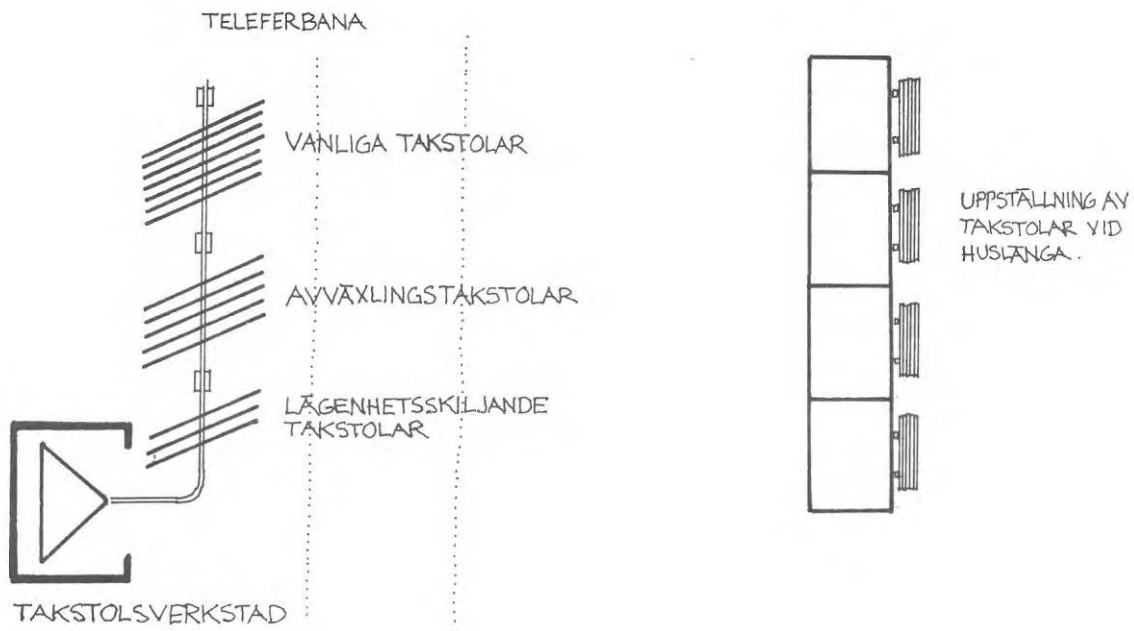 TELEFERBANA
VANLIGA TAKSTOLAR
UPPSTÄLLNING AV
TAKSTOLAR VID
HUSLÄNGA.
AVVÄXLINGSTAKSTOLAR
LÄGENHETSSKILJANDE
TAKSTOLAR
TAKSTOLSVERKSTAD